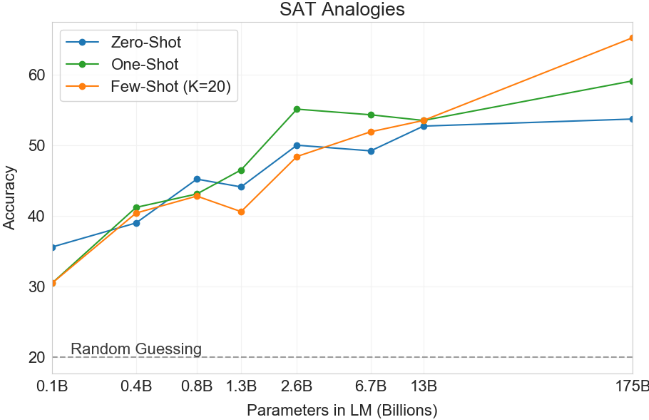 SAT Analogies
Zero-Shot
One-Shot
Few-Shot (K=20)
60
50
40
30
20
Accuracy
Random Guessing
0.1B 0.4B 0.8B 1.3B 2.6B 6.7B 13B 175B
Parameters in LM (Billions)